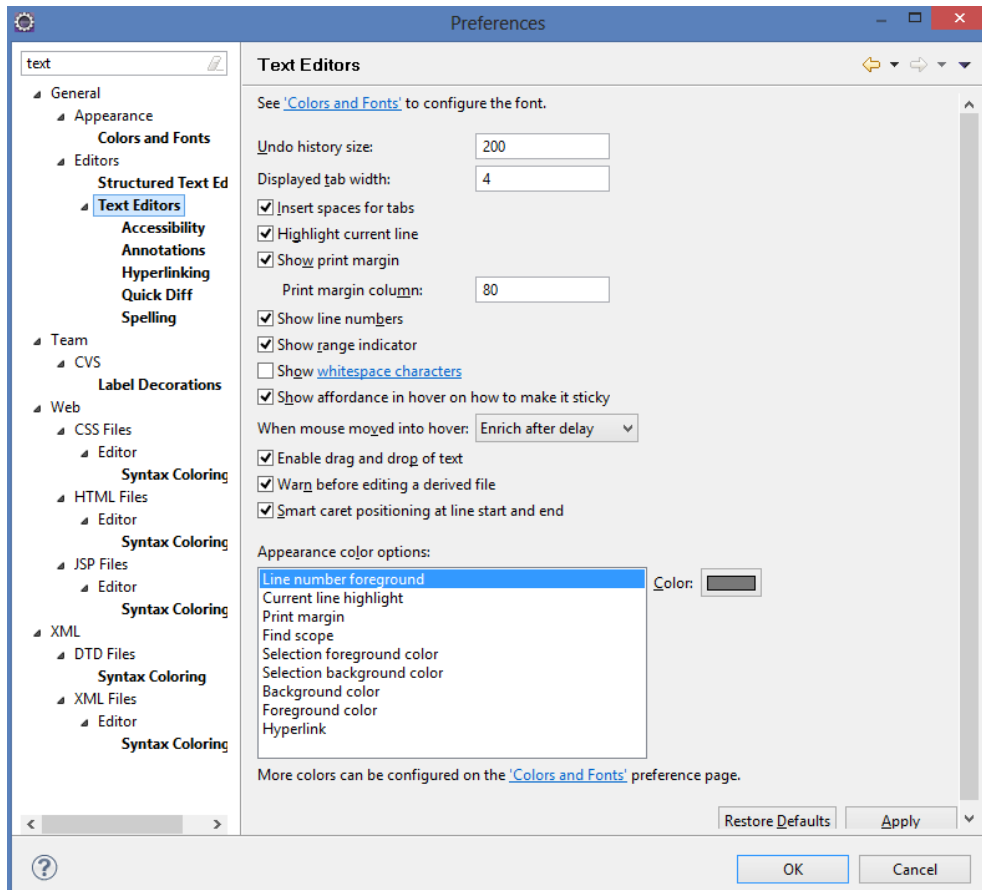 Preferences
text
General
Appearance
Colors and Fonts
Editors
Structured Text Ed
Text Editors
Accessibility
Annotations
Hyperlinking
Quick Diff
Spelling
Team
CVS
Label Decorations
Web
CSS Files
Editor
Syntax Coloring
HTML Files
Editor
Syntax Coloring
JSP Files
Editor
Syntax Coloring
XML
DTD Files
Syntax Coloring
XML Files
Editor
Syntax Coloring
Text Editors
See 'Colors and Fonts' to configure the font.
Undo history size: 200
Displayed tab width: 4
Insert spaces for tabs
Highlight current line
Show print margin
Print margin column: 80
Show line numbers
Show range indicator
Show whitespace characters
Show affordance in hover on how to make it sticky
When mouse moved into hover: Enrich after delay
Enable drag and drop of text
Warn before editing a derived file
Smart caret positioning at line start and end
Appearance color options:
Line number foreground
Current line highlight
Print margin
Find scope
Selection foreground color
Selection background color
Background color
Foreground color
Hyperlink
Color:
More colors can be configured on the 'Colors and Fonts' preference page.
Restore Defaults Apply
OK Cancel